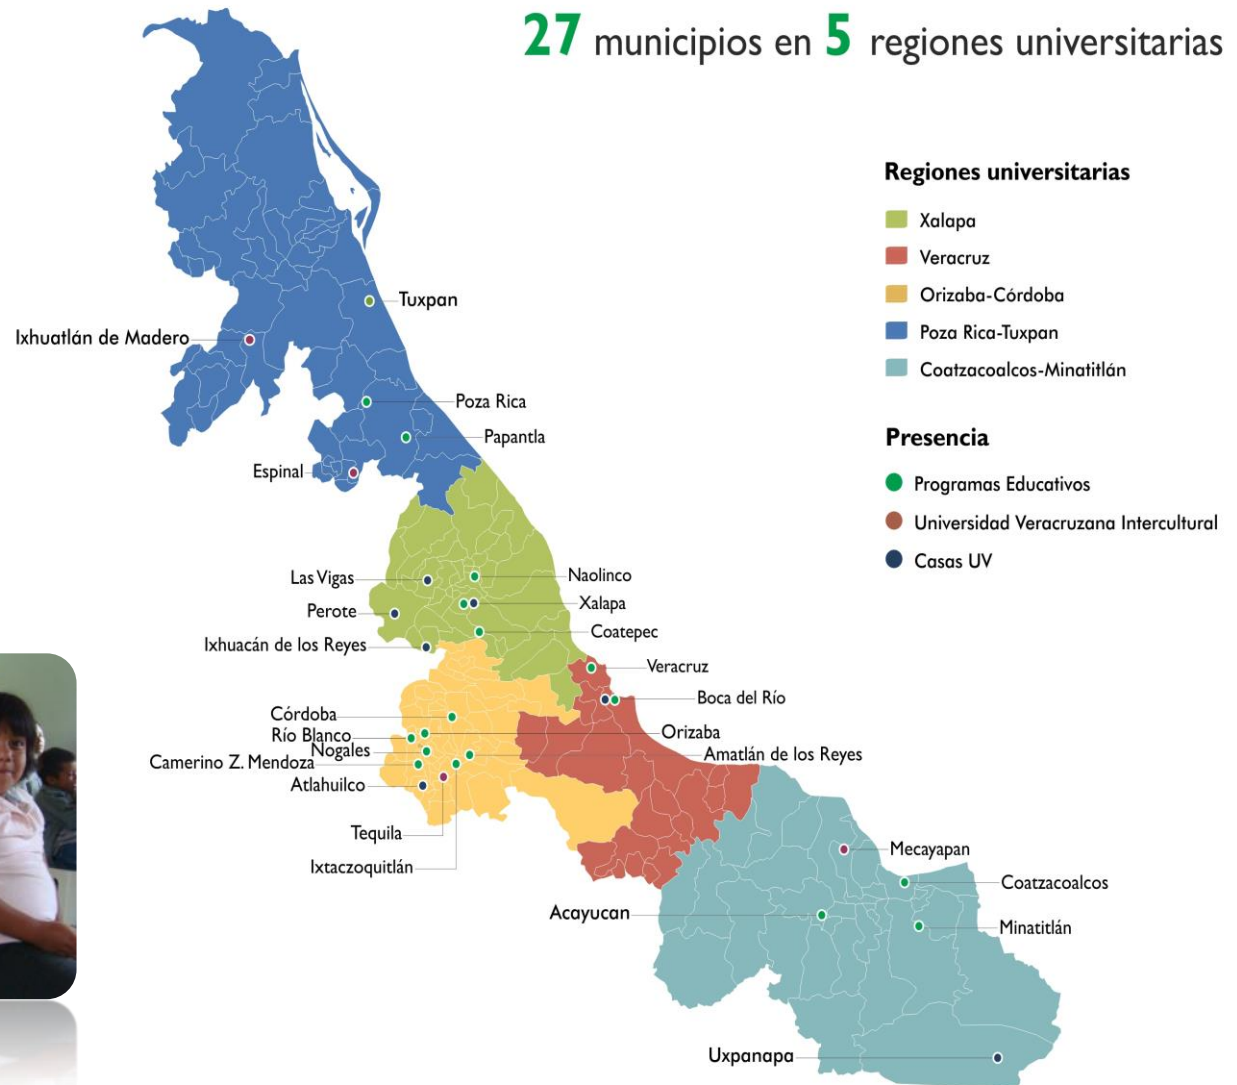 27 municipios en 5 regiones universitarias
Regiones universitarias
Xalapa
Veracruz
Orizaba-Córdoba
Poza Rica-Tuxpan
Coatzacoalcos-Minatitlán
Presencia
Programas Educativos
Universidad Veracruzana Intercultural
Casas UV
Tuxpan
Ixhuatlán de Madero
Poza Rica
Papantla
Espinal
Las Vigas
Naolinco
Perote
Xalapa
Coatepec
Ixhuacán de los Reyes
Veracruz
Boca del Río
Córdoba
Orizaba
Río Blanco
Nogales
Amatlán de los Reyes
Camerino Z. Mendoza
Atlahuilco
Tequila
Ixtaczoquitlán
Mecayapan
Coatzacoalcos
Acayucan
Minatitlán
Uxpanapa